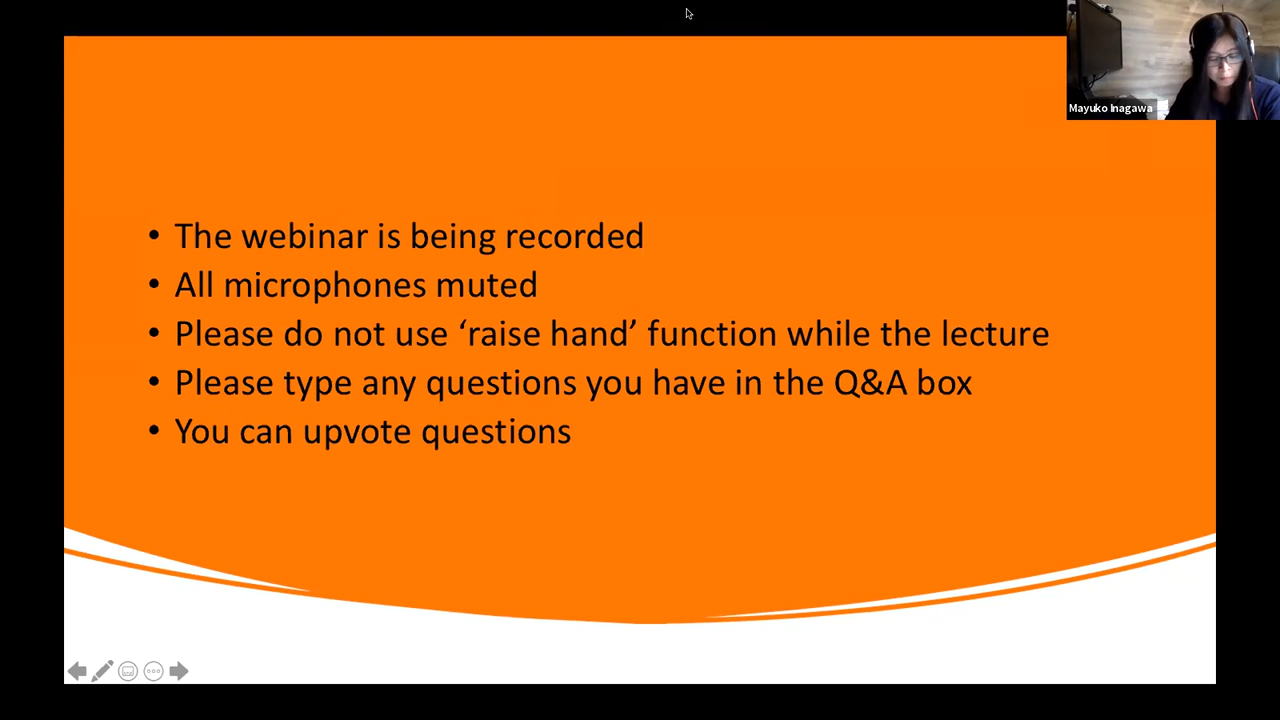 Mayuko Inagawa
• The webinar is being recorded
• All microphones muted
• Please do not use ‘raise hand’ function while the lecture
• Please type any questions you have in the Q&A box
• You can upvote questions